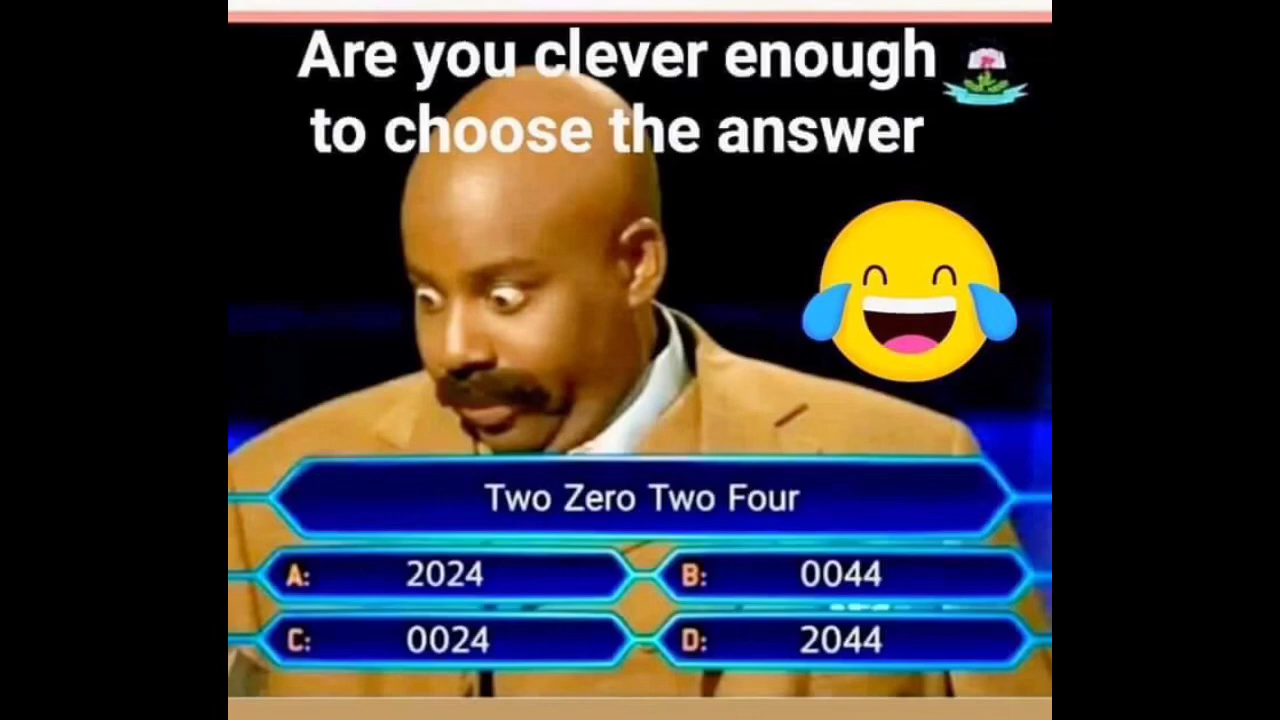 Are you clever enough
to choose the answer
Two Zero Two Four
A: 2024
B: 0044
C: 0024
D: 2044